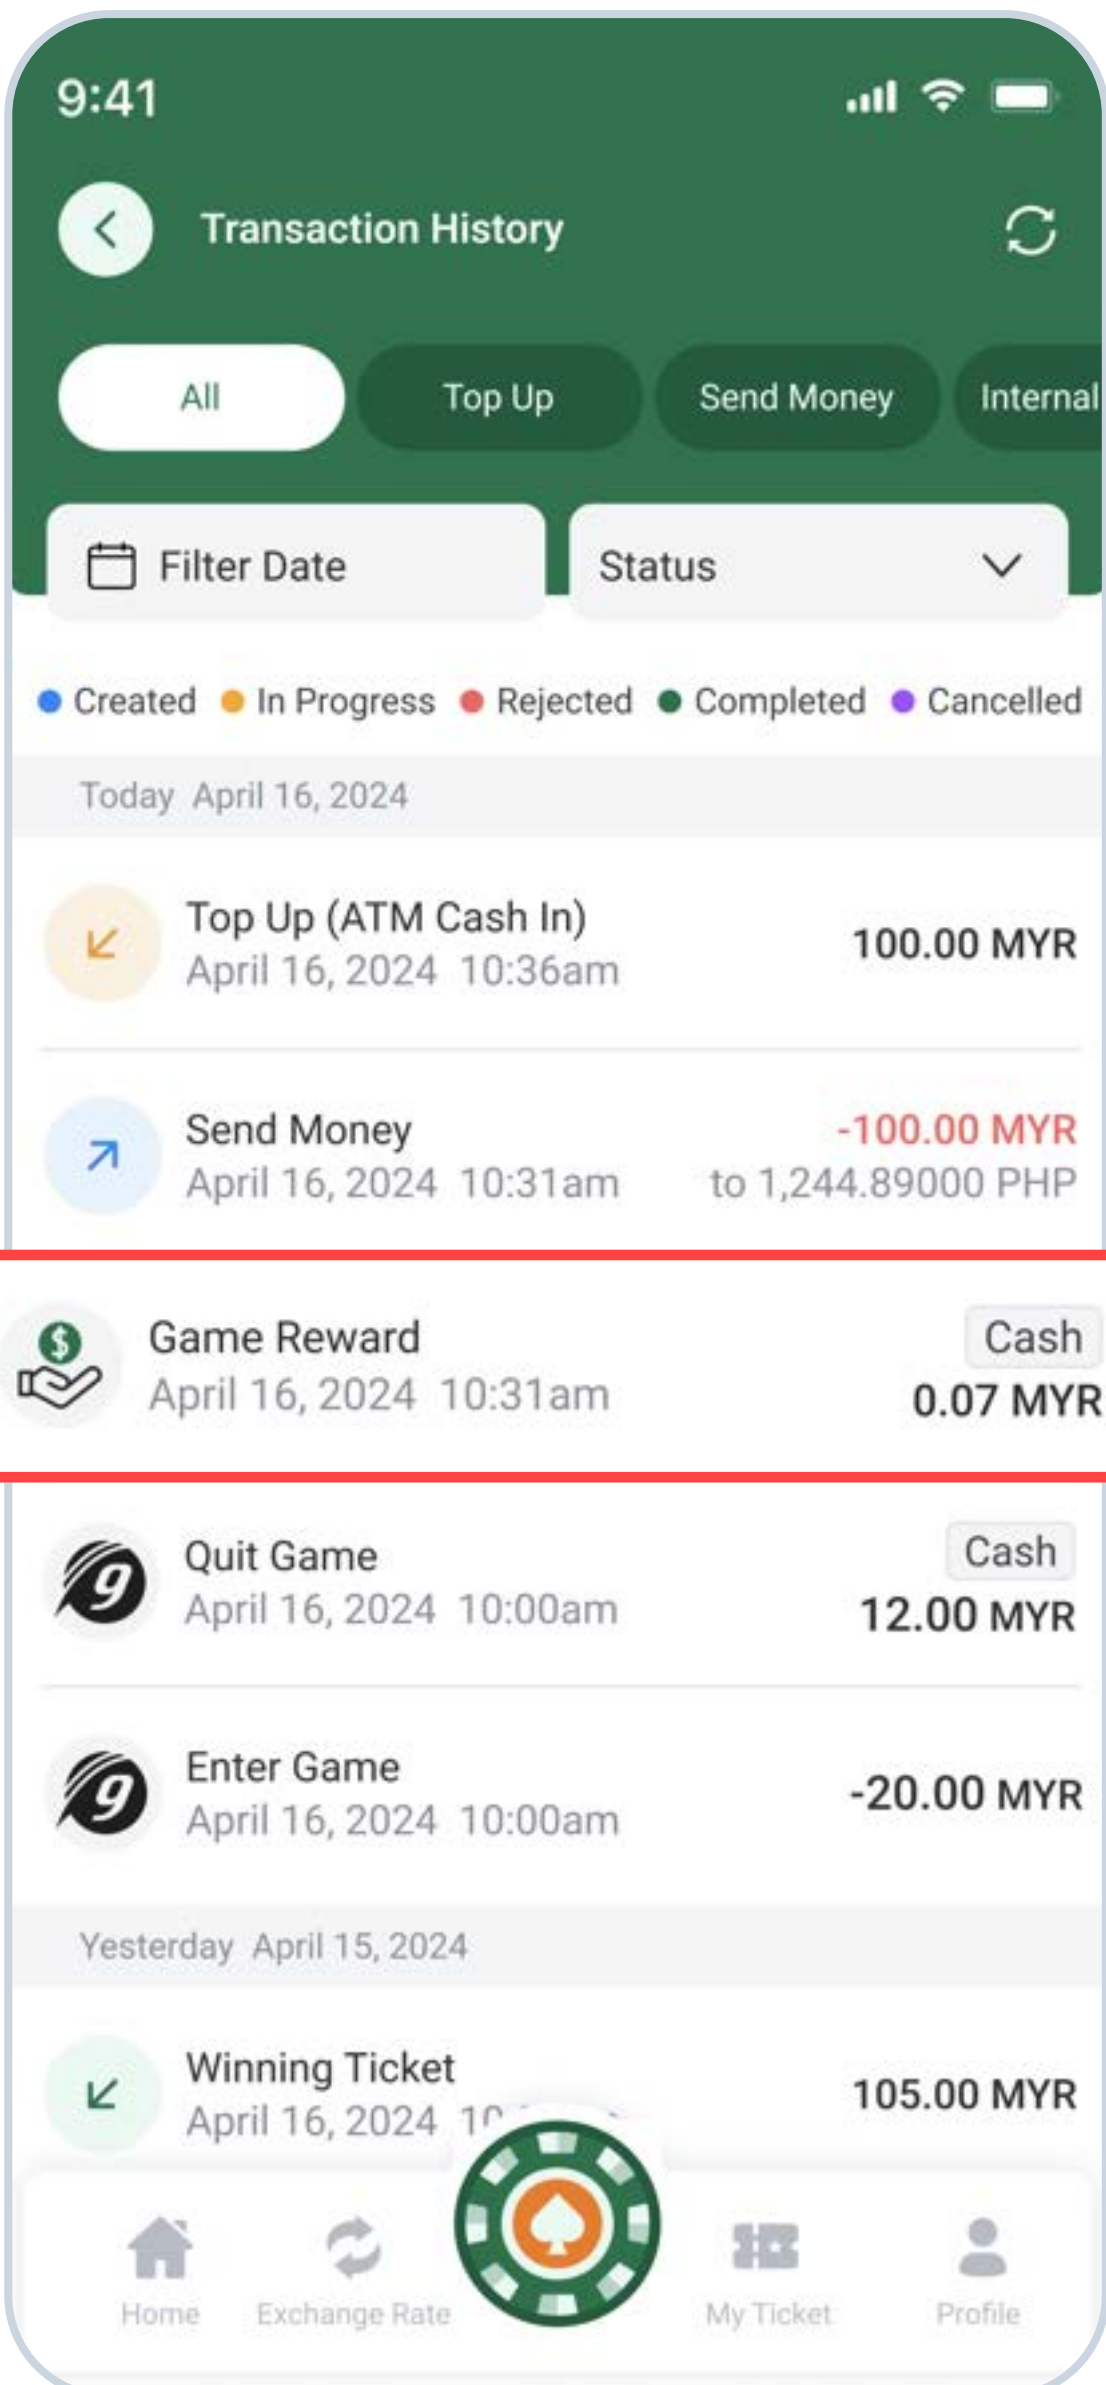 9:41
Transaction History
All Top Up Send Money Internal
Filter Date Status
Created In Progress Rejected Completed Cancelled
Today April 16, 2024
Top Up (ATM Cash In)
100.00 MYR
April 16, 2024 10:36am
Send Money -100.00 MYR
April 16, 2024 10:31am to 1,244.89000 PHP
Game Reward Cash
April 16, 2024 10:31am 0.07 MYR
Quit Game Cash
April 16, 2024 10:00am 12.00 MYR
Enter Game
-20.00 MYR
April 16, 2024 10:00am
Yesterday April 15, 2024
Winning Ticket
105.00 MYR
April 16, 2024
Home Exchange Rate My Ticket Profile